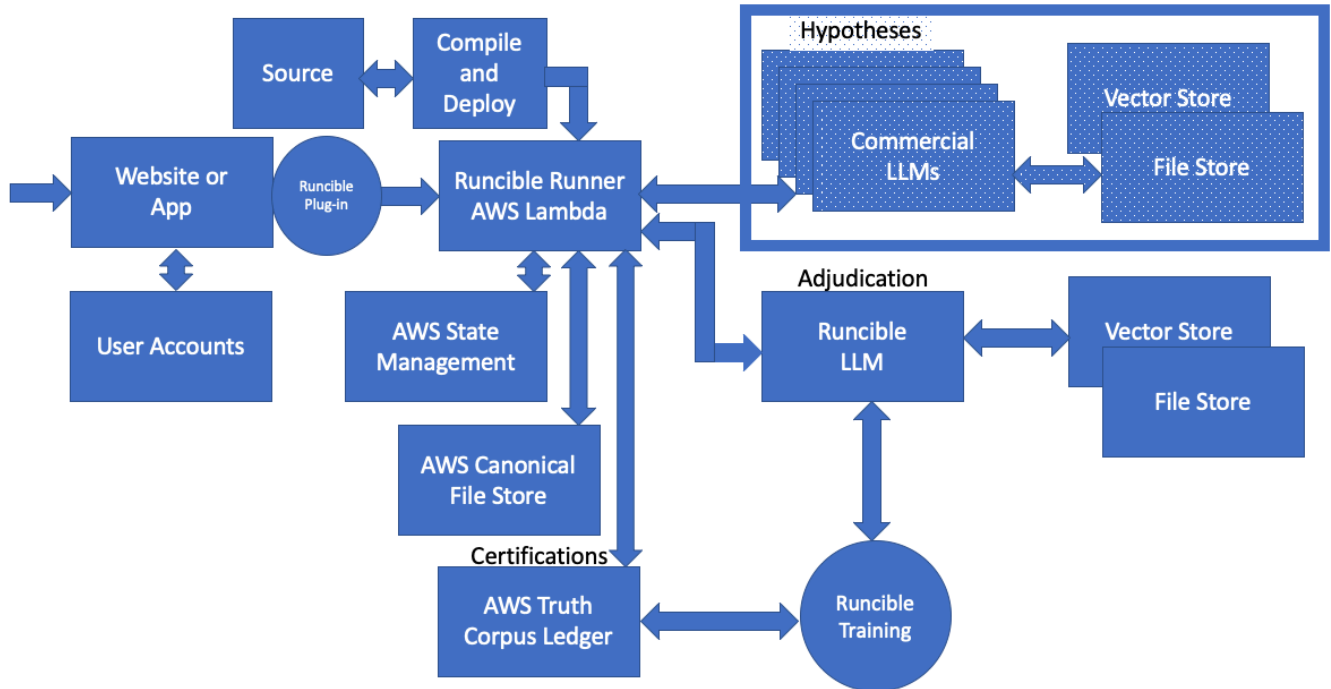 Hypotheses
Compile
and
Deploy
Source
Vector Store
Commercial
LLMs
File Store
Website or
App
Runcible
Plug-in
Runcible Runner
AWS Lambda
Adjudication
User Accounts
AWS State
Management
Runcible
LLM
Vector Store
File Store
AWS Canonical
File Store
Certifications
AWS Truth
Corpus Ledger
Runcible
Training